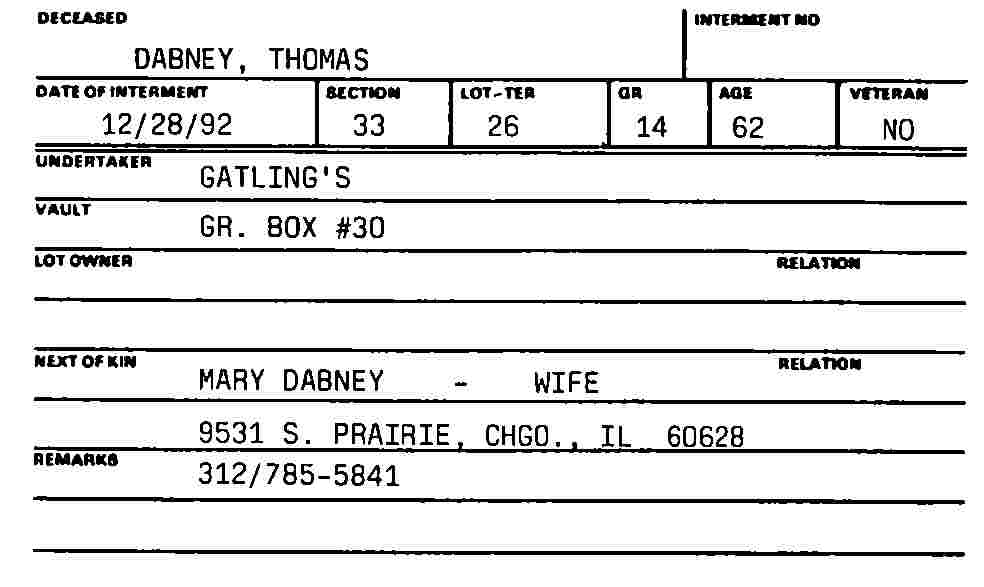 DECEASED INTERMENT NO
DABNEY, THOMAS
DATE OF INTERMENT SECTION LOT-TER GR AGE VETERAN
12/28/92 33 26 14 62 NO
UNDERTAKER GATLING'S
VAULT GR. BOX #30
LOT OWNER RELATION
NEXT OF KIN RELATION
MARY DABNEY - WIFE
9531 S. PRAIRIE, CHGO., IL 60628
REMARKS 312/785-5841